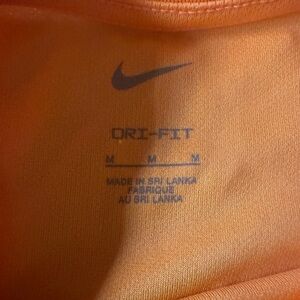 DRI-FIT
M M M
MADE IN SRI LANKA
FABRIQUE
AU SRI LANKA